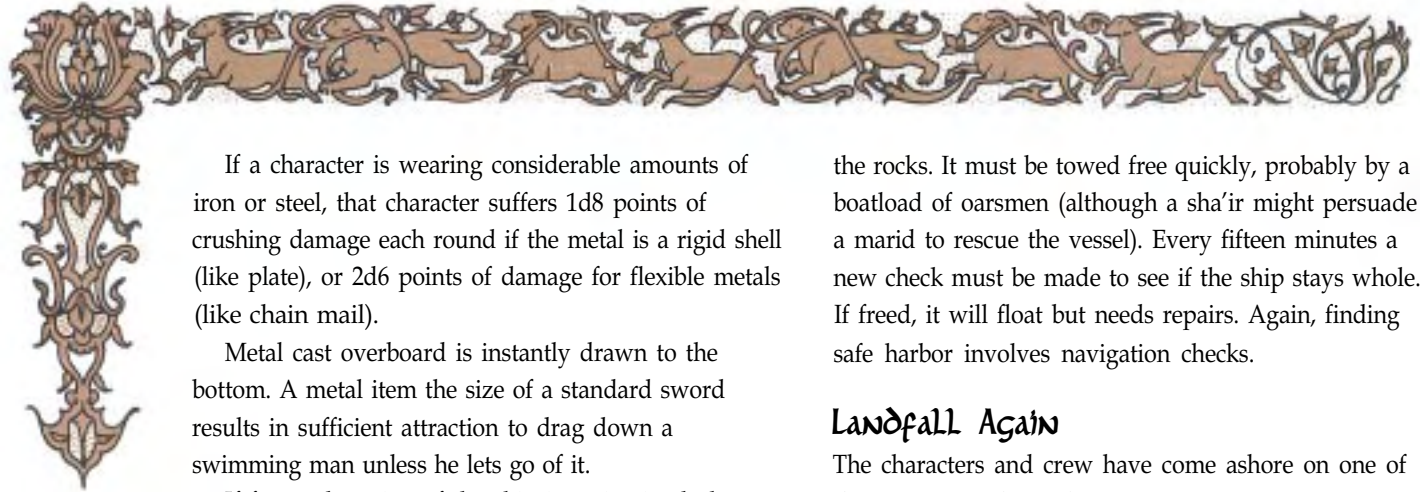 If a character is wearing considerable amounts of
iron or steel, that character suffers 1d8 points of
crushing damage each round if the metal is a rigid shell
(like plate), or 2d6 points of damage for flexible metals
(like chain mail).
Metal cast overboard is instantly drawn to the
bottom. A metal item the size of a standard sword
results in sufficient attraction to drag down a
swimming man unless he lets go of it.
the rocks. It must be towed free quickly, probably by a
boatload of oarsmen (although a sha’ir might persuade
a marid to rescue the vessel). Every fifteen minutes a
new check must be made to see if the ship stays whole.
If freed, it will float but needs repairs. Again, finding
safe harbor involves navigation checks.
Landfall Again
The characters and crew have come ashore on one of